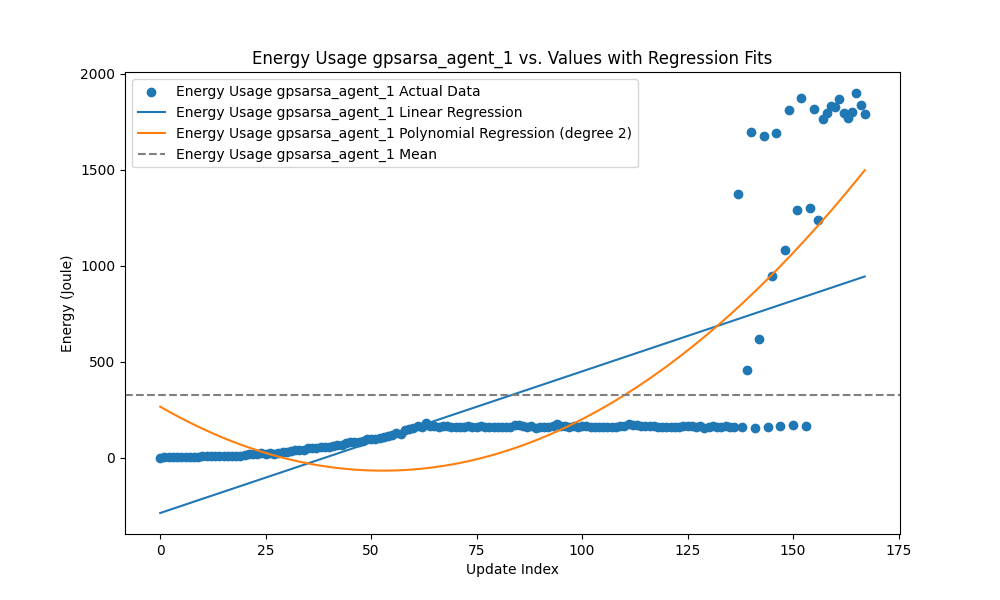 Energy Usage gpsarsa_agent_1 vs. Values with Regression Fits
2000
1500
1000
500
0
Energy (Joule)
Energy Usage gpsarsa_agent_1 Actual Data
Energy Usage gpsarsa_agent_1 Linear Regression
Energy Usage gpsarsa_agent_1 Polynomial Regression (degree 2)
Energy Usage gpsarsa_agent_1 Mean
0 25 50 75 100 125 150 175
Update Index